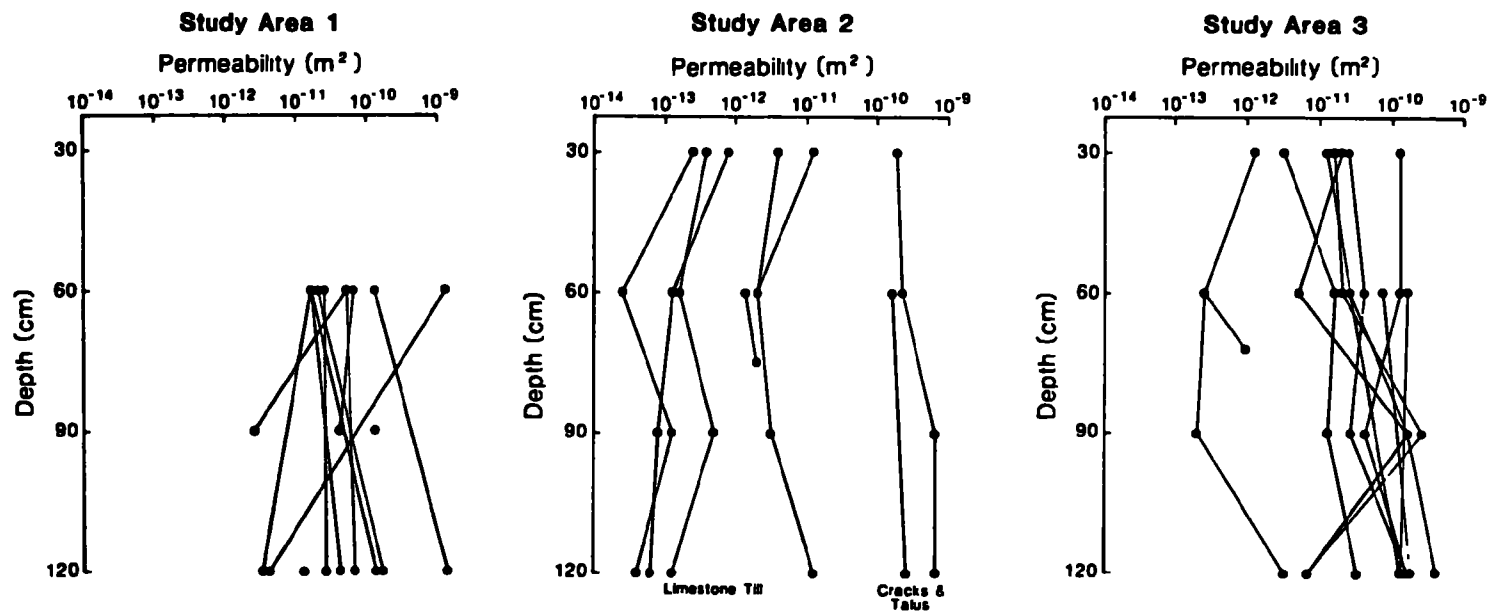 Study Area 1
Permeability (m²)
10⁻¹⁴ 10⁻¹³ 10⁻¹² 10⁻¹¹ 10⁻¹⁰ 10⁻⁹
30
60
90
120
Depth (cm)
Study Area 2
Permeability (m²)
10⁻¹⁴ 10⁻¹³ 10⁻¹² 10⁻¹¹ 10⁻¹⁰ 10⁻⁹
30
60
90
120
Depth (cm)
Limestone Till
Cracks &
Talus
Study Area 3
Permeability (m²)
10⁻¹⁴ 10⁻¹³ 10⁻¹² 10⁻¹¹ 10⁻¹⁰ 10⁻⁹
30
60
90
120
Depth (cm)